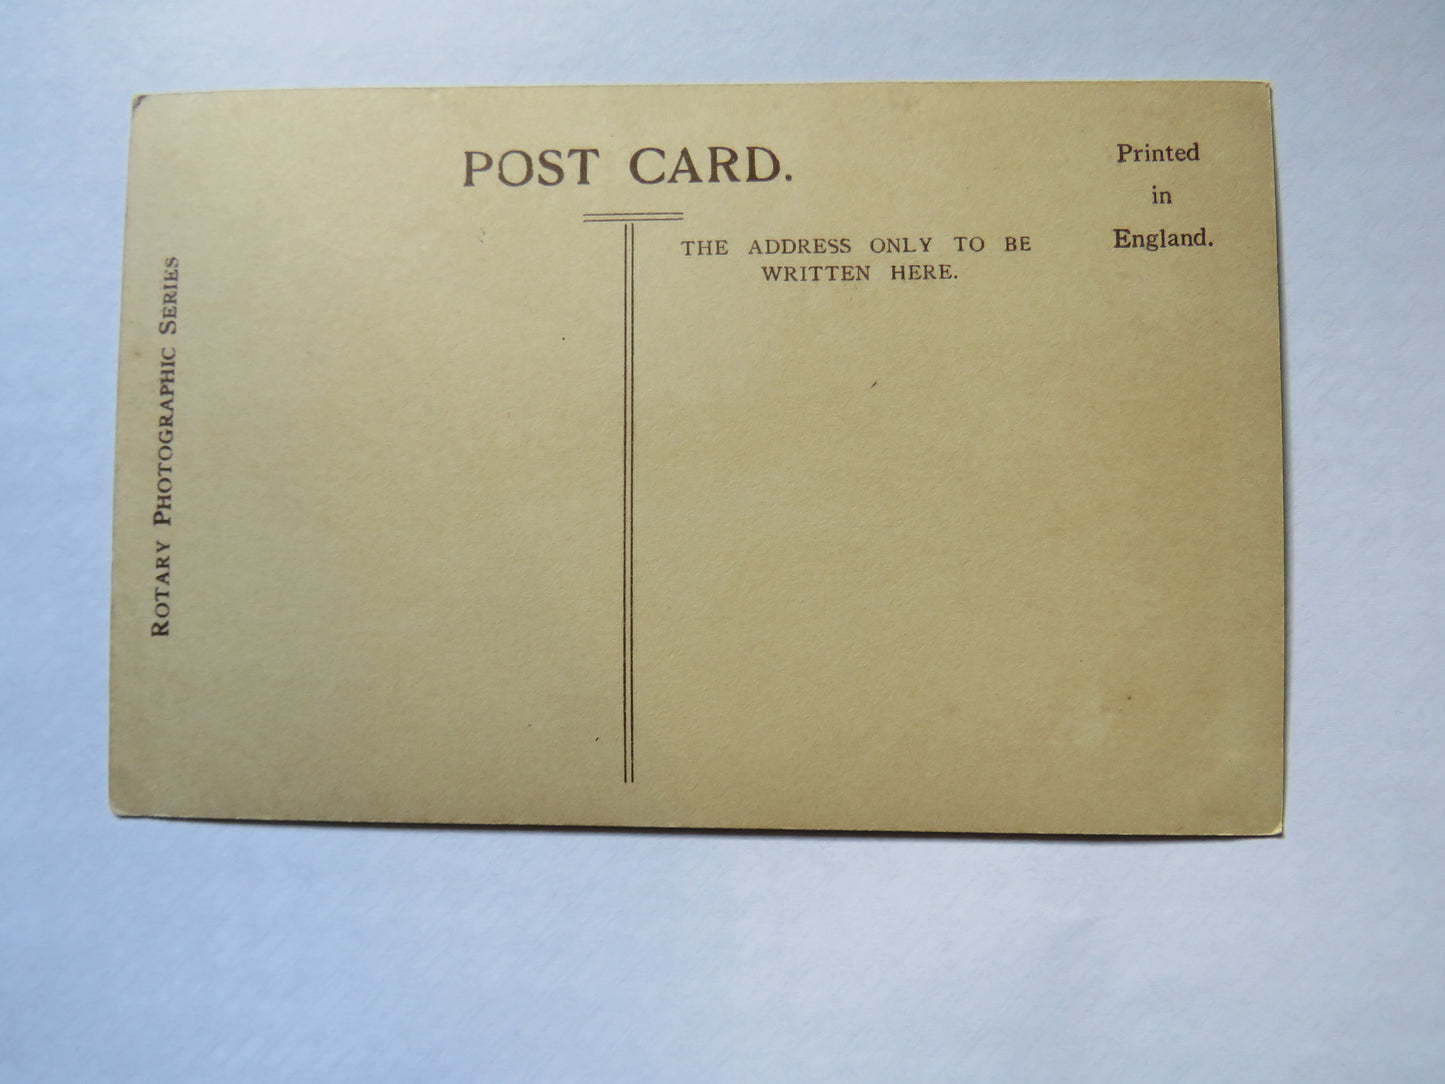 POST CARD.
Printed
in
England.
THE ADDRESS ONLY TO BE
WRITTEN HERE.
ROTARY PHOTOGRAPHIC SERIES